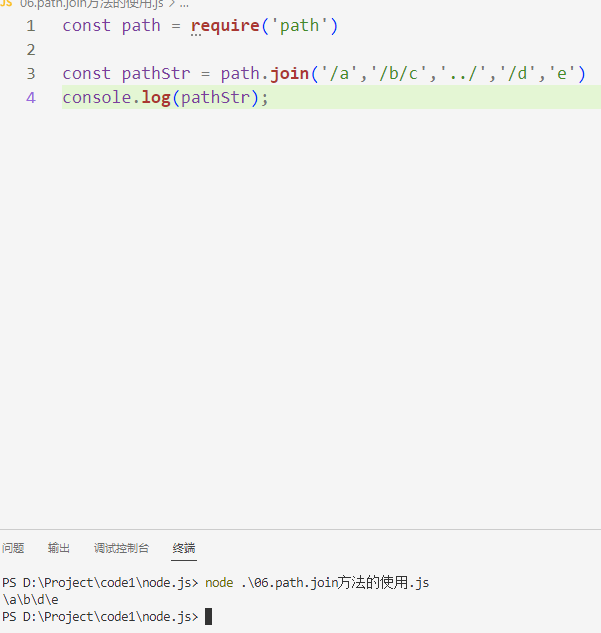 JS 06.path.join方法的使用.js > ...
1 const path = require('path')
2
3 const pathStr = path.join('/a','/b/c','../','/d','e')
4 console.log(pathStr);
问题 输出 调试控制台 终端
PS D:\Project\code1\node.js> node .\06.path.join方法的使用.js
\a\b\d\e
PS D:\Project\code1\node.js>